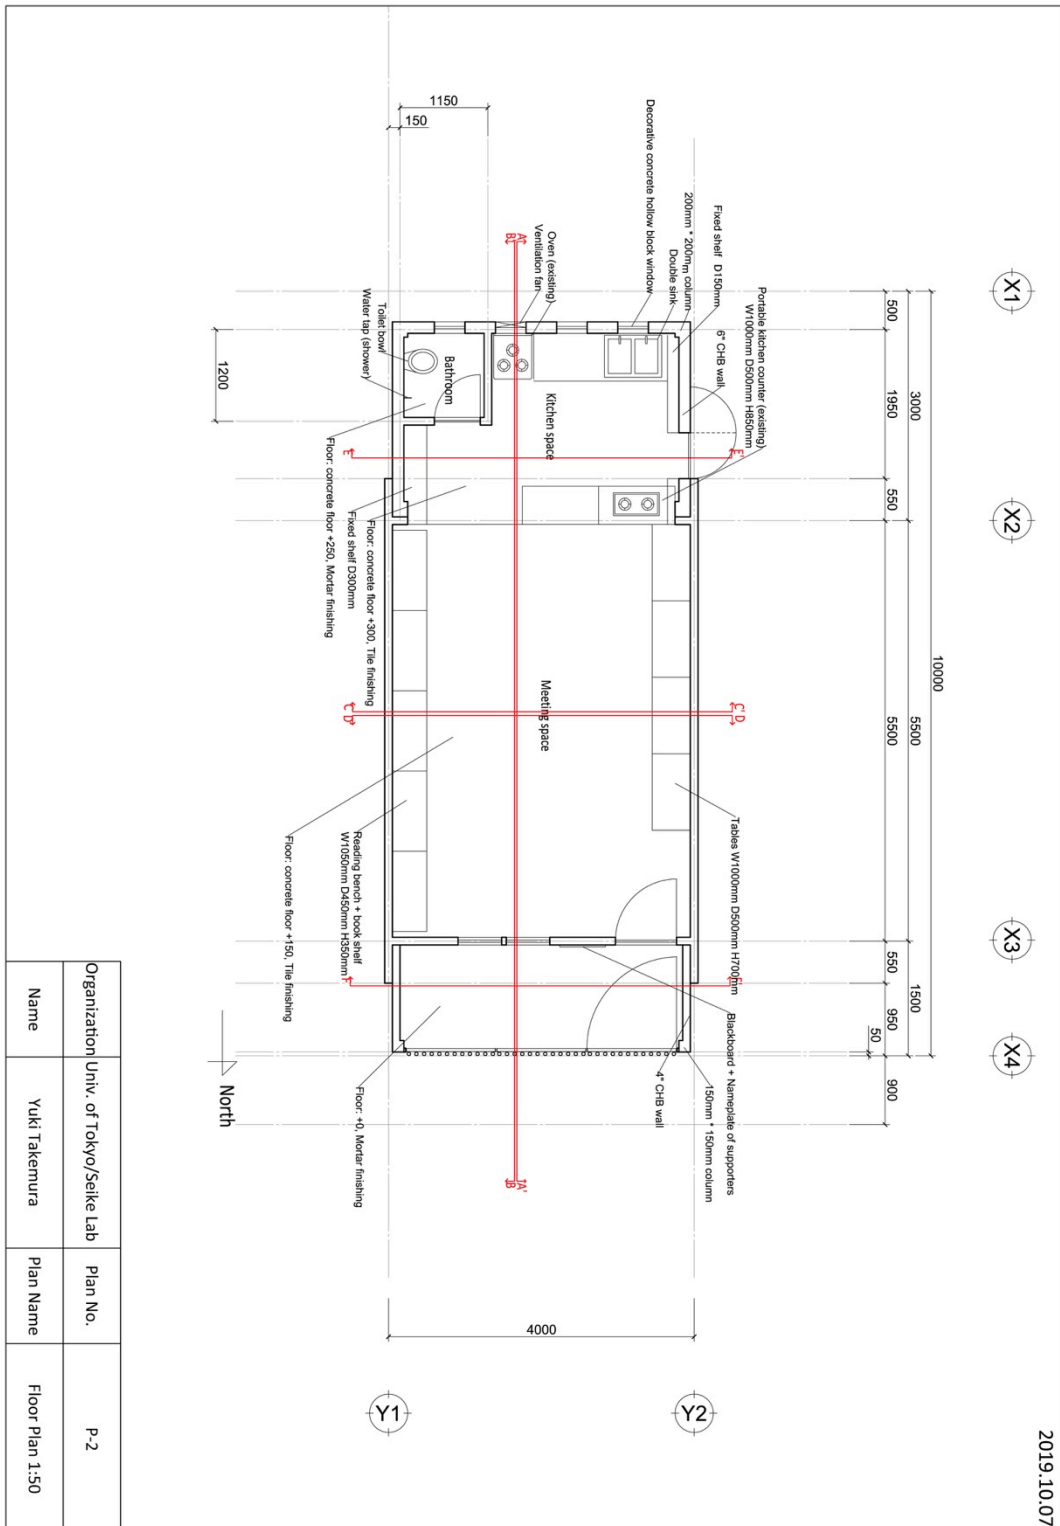 2019.10.07
X1
X2
X3
X4
10000
3000
5500
1500
500
1950
550
5500
550
950
50
900
Portable kitchen counter (existing)
W1000mm D500mm H850mm
6" CHB wall
Fixed shelf D150mm
Double sink
200mm * 200mm column
Decorative concrete hollow block window
Oven (existing)
Ventilation fan
1150
150
1200
4000
Y1
Y2
A
B'
A'
B
E
E'
C
D'
C'
D
F
F'
Kitchen space
Bathroom
Meeting space
Toilet bowl
Water tap (shower)
Floor: concrete floor +250, Mortar finishing
Fixed shelf D300mm
Floor: concrete floor +300, Tile finishing
Tables W1000mm D500mm H700mm
Reading bench + book shelf
W1050mm D450mm H350mm
Floor: concrete floor +150, Tile finishing
Blackboard + Nameplate of supporters
150mm * 150mm column
4" CHB wall
Floor: +0, Mortar finishing
North
Organization
Univ. of Tokyo/Seike Lab
Plan No.
P-2
Name
Yuki Takemura
Plan Name
Floor Plan 1:50